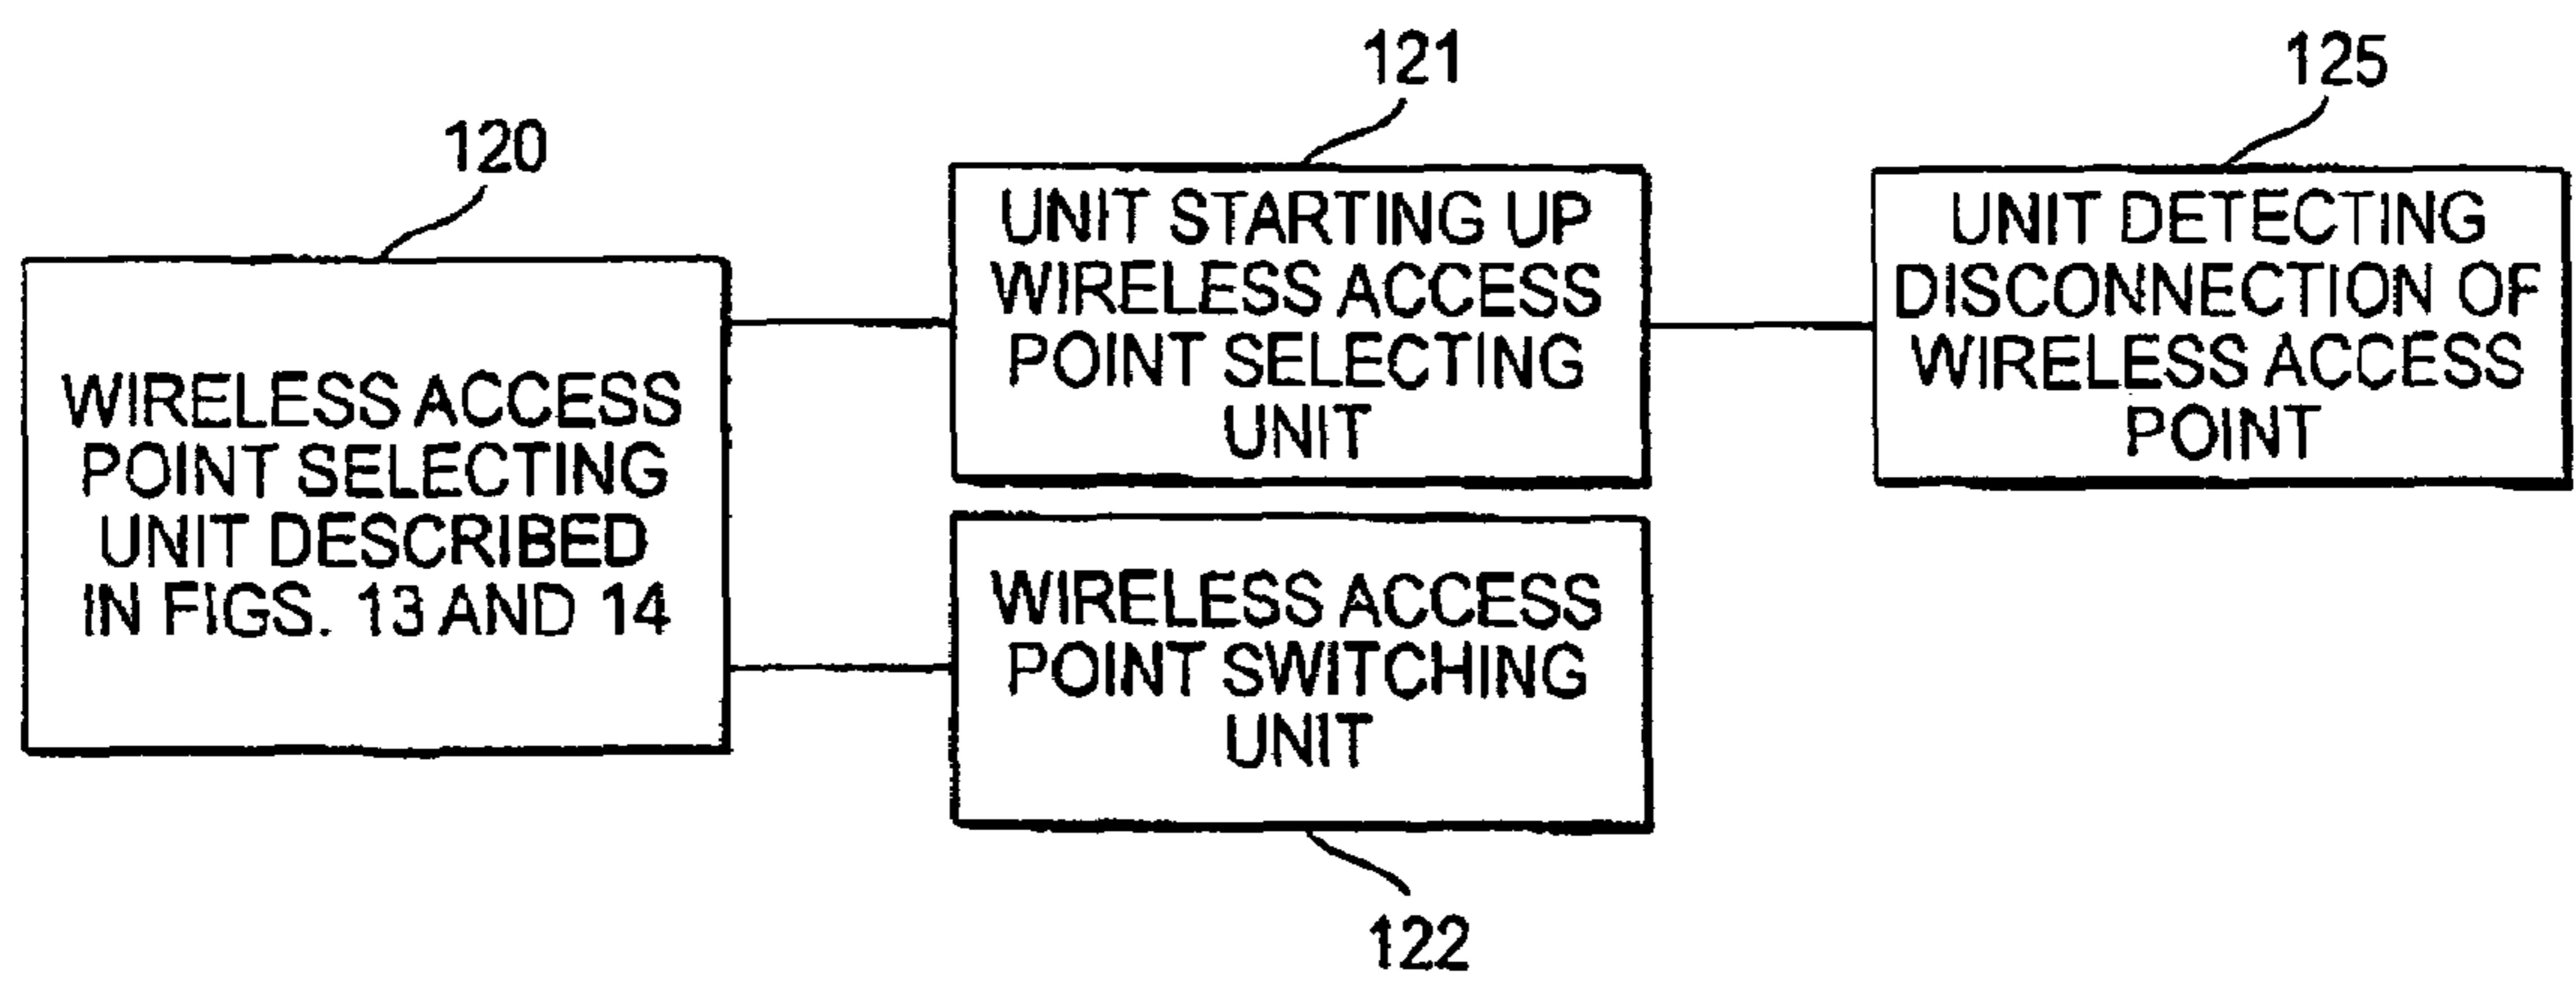 120
WIRELESS ACCESS
POINT SELECTING
UNIT DESCRIBED
IN FIGS. 13 AND 14
121
UNIT STARTING UP
WIRELESS ACCESS
POINT SELECTING
UNIT
125
UNIT DETECTING
DISCONNECTION OF
WIRELESS ACCESS
POINT
WIRELESS ACCESS
POINT SWITCHING
UNIT
122